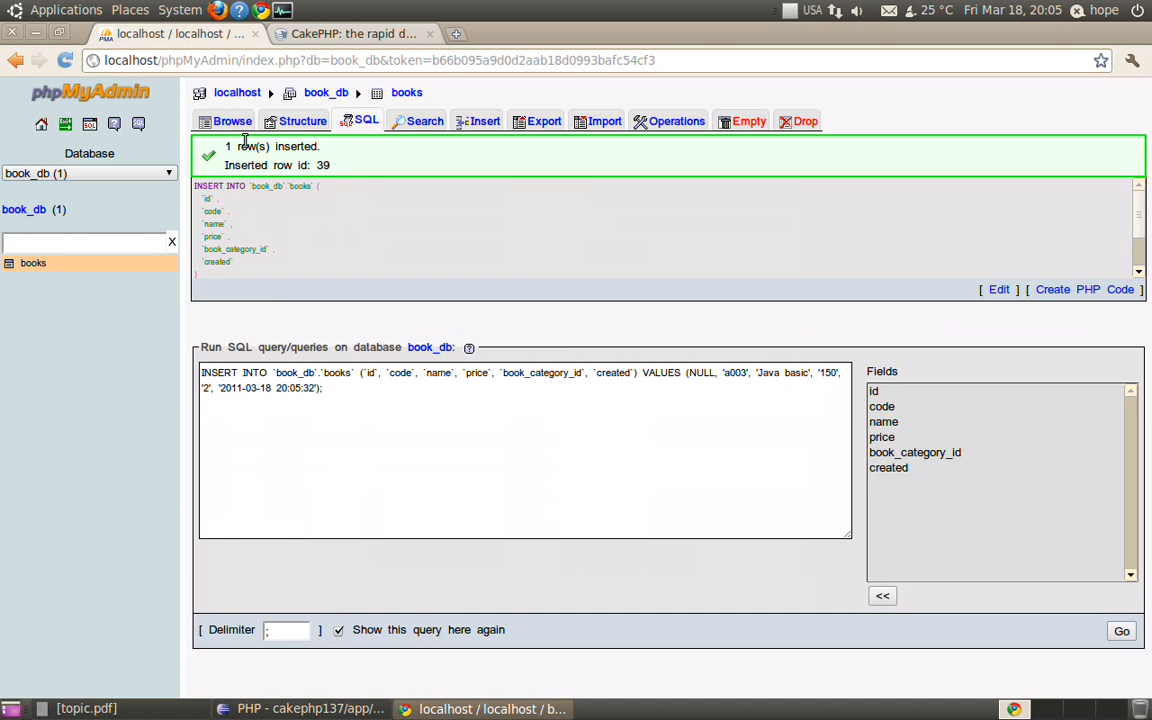 Applications Places System USA 25 °C Fri Mar 18, 20:05 hope
PMA localhost / localhost / ... CakePHP: the rapid d...
localhost/phpMyAdmin/index.php?db=book_db&token=b66b095a9d0d2aab18d0993bafc54cf3
phpMyAdmin
Database
book_db (1)
book_db (1)
X
books
localhost book_db books
Browse Structure SQL Search Insert Export Import Operations Empty Drop
1 row(s) inserted.
Inserted row id: 39
INSERT INTO `book_db`.`books` (
`id` ,
`code` ,
`name` ,
`price` ,
`book_category_id` ,
`created`
)
[ Edit ] [ Create PHP Code ]
Run SQL query/queries on database book_db:
INSERT INTO `book_db`.`books` (`id`, `code`, `name`, `price`, `book_category_id`, `created`) VALUES (NULL, 'a003', 'Java basic', '150',
'2', '2011-03-18 20:05:32');
Fields
id
code
name
price
book_category_id
created
<<
[ Delimiter ; ] Show this query here again
Go
[topic.pdf] PHP - cakephp137/app/... localhost / localhost / b...